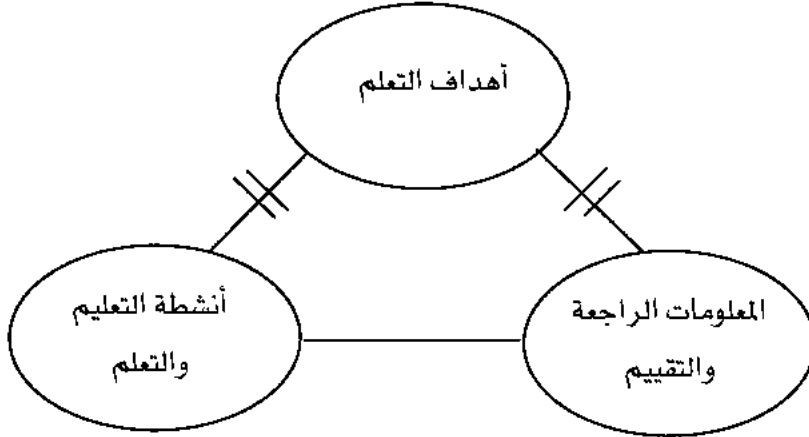 أهداف التعلم
أنشطة التعليم
والتعلم
المعلومات الراجعة
والتقييم